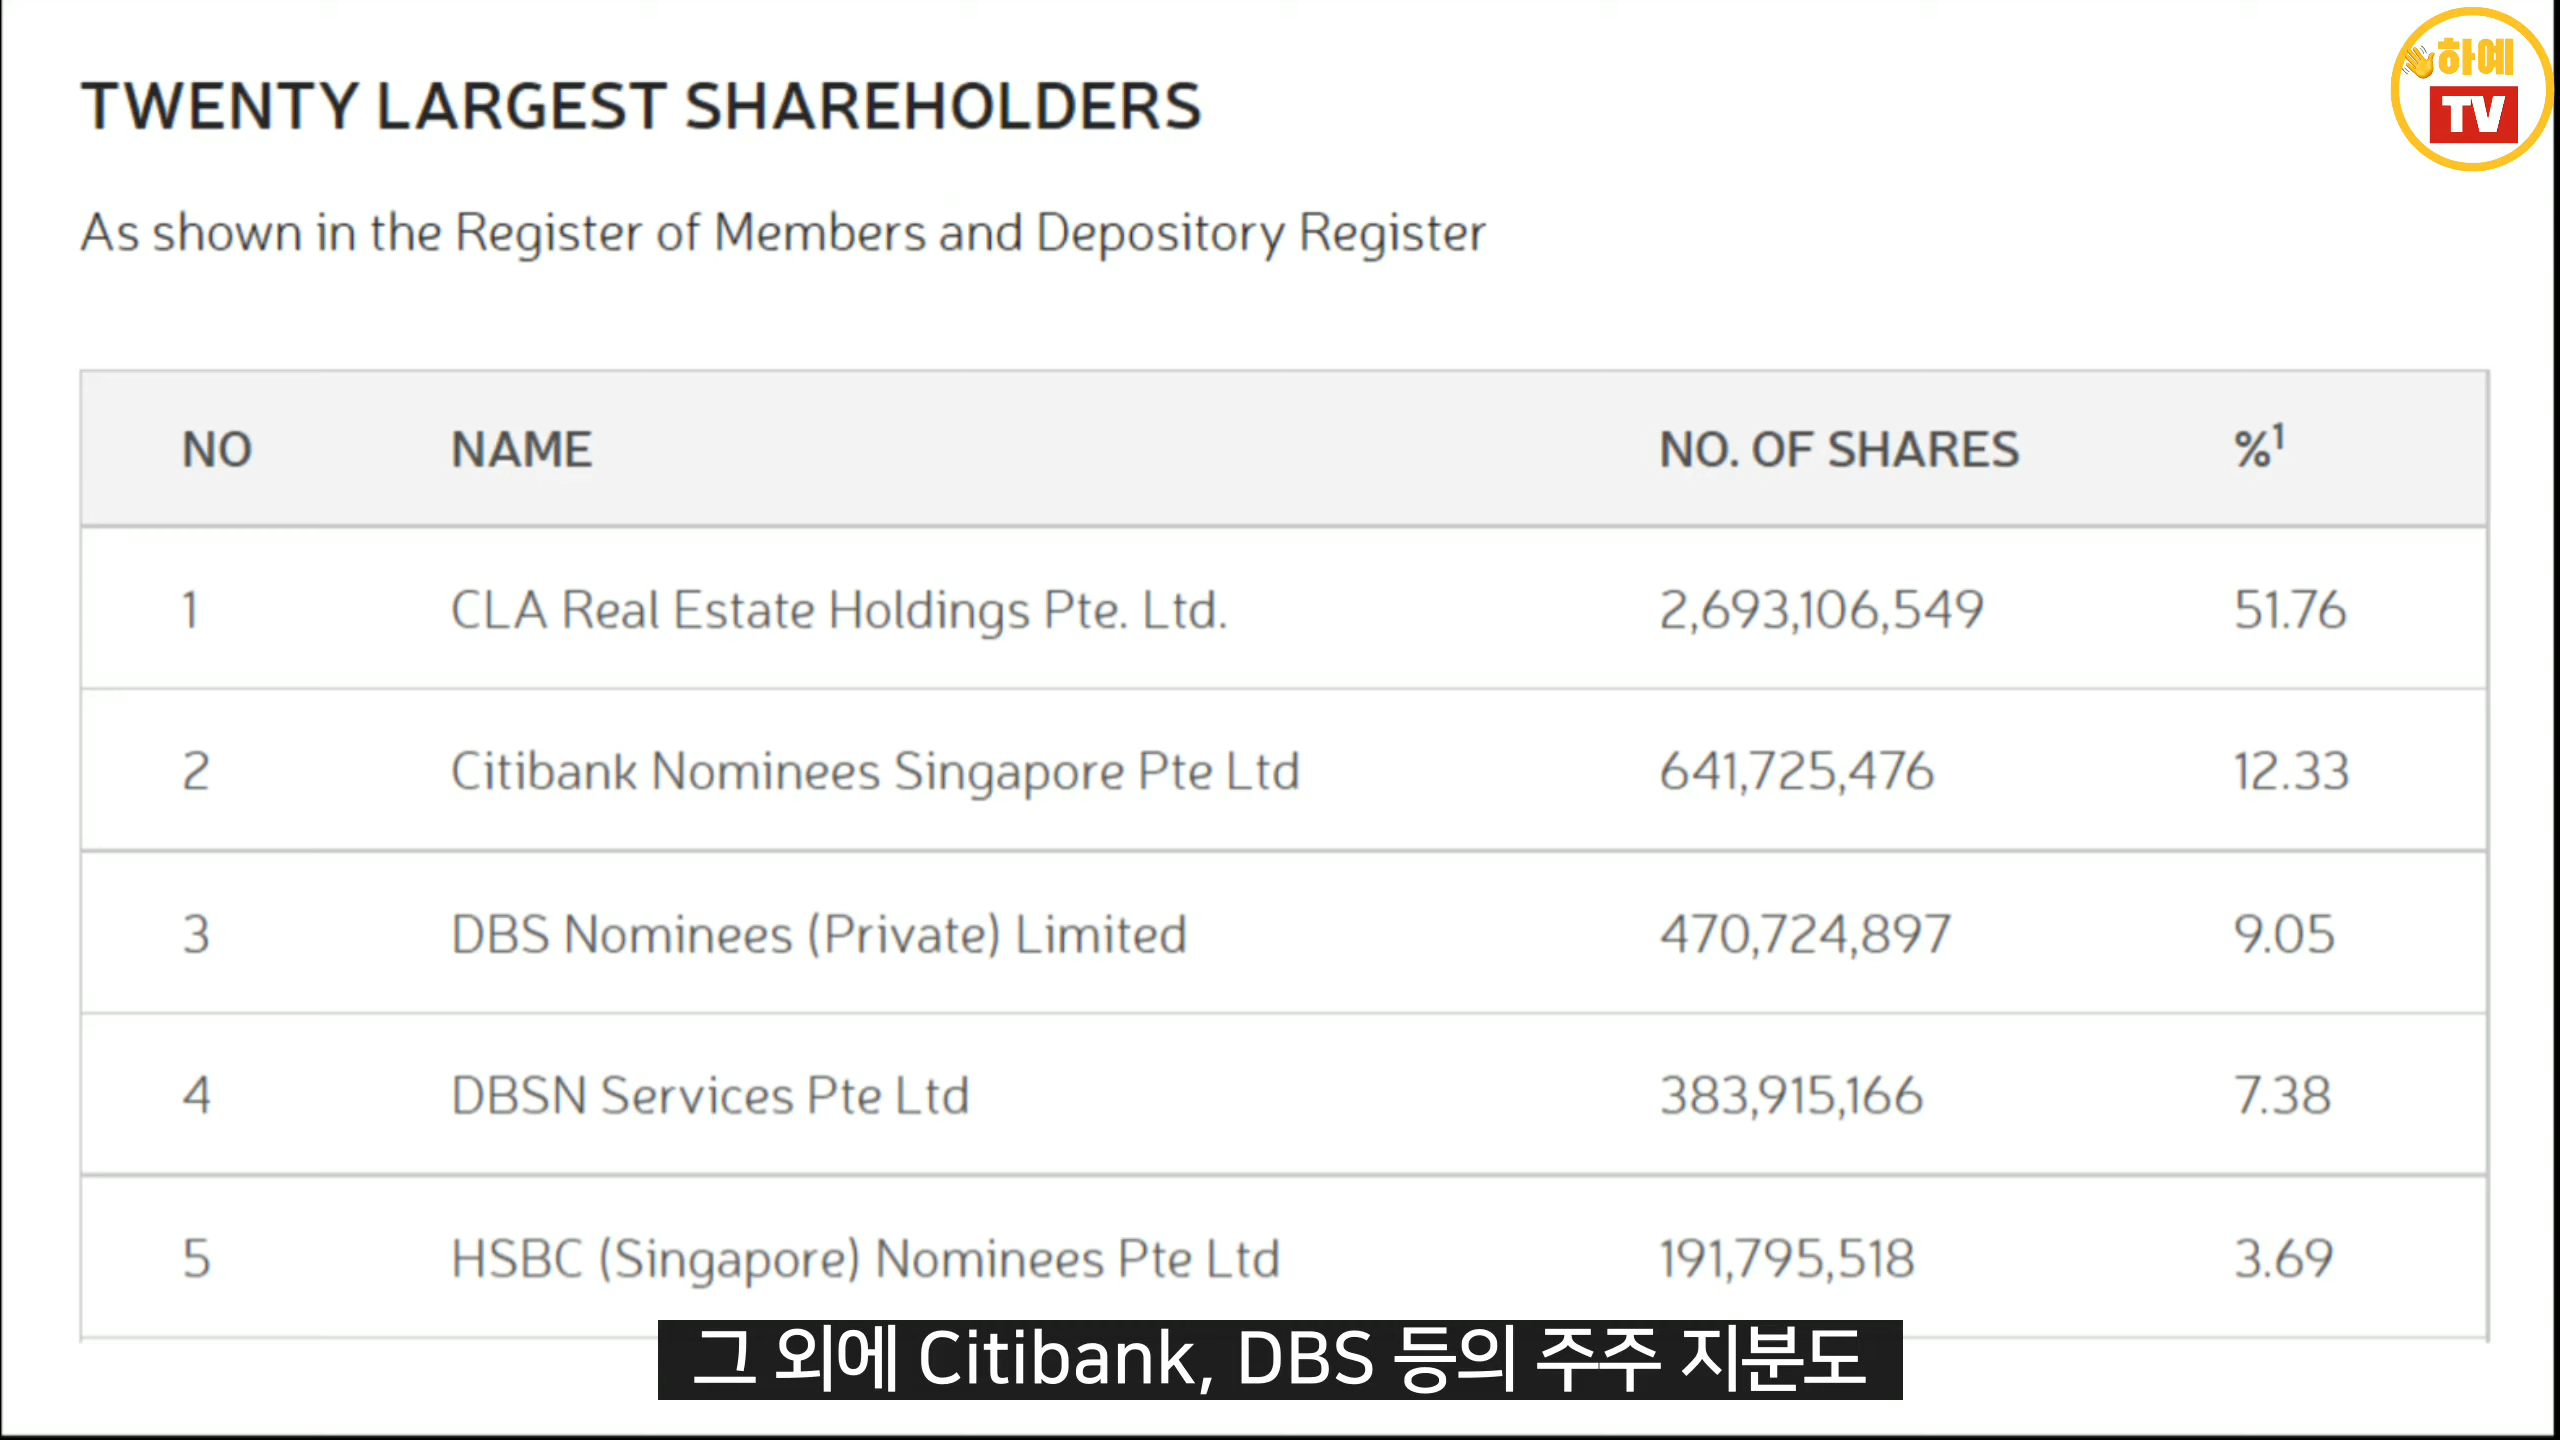 하예
TV
TWENTY LARGEST SHAREHOLDERS
As shown in the Register of Members and Depository Register
NO NAME NO. OF SHARES %¹
1 CLA Real Estate Holdings Pte. Ltd. 2,693,106,549 51.76
2 Citibank Nominees Singapore Pte Ltd 641,725,476 12.33
3 DBS Nominees (Private) Limited 470,724,897 9.05
4 DBSN Services Pte Ltd 383,915,166 7.38
5 HSBC (Singapore) Nominees Pte Ltd 191,795,518 3.69
그 외에 Citibank, DBS 등의 주주 지분도